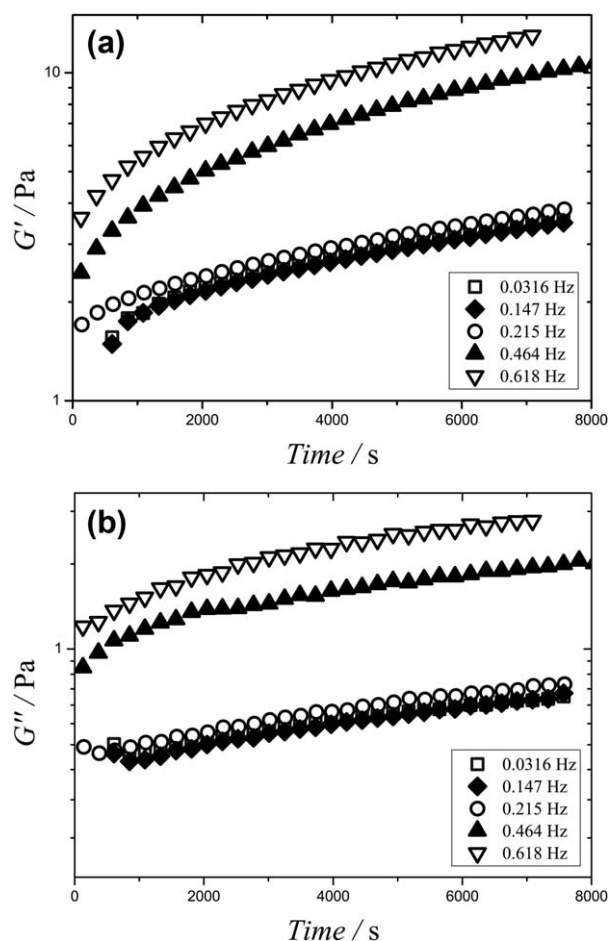 (a)
10
1
G' / Pa
0.0316 Hz
0.147 Hz
0.215 Hz
0.464 Hz
0.618 Hz
0 2000 4000 6000 8000
Time / s
(b)
1
G'' / Pa
0.0316 Hz
0.147 Hz
0.215 Hz
0.464 Hz
0.618 Hz
0 2000 4000 6000 8000
Time / s